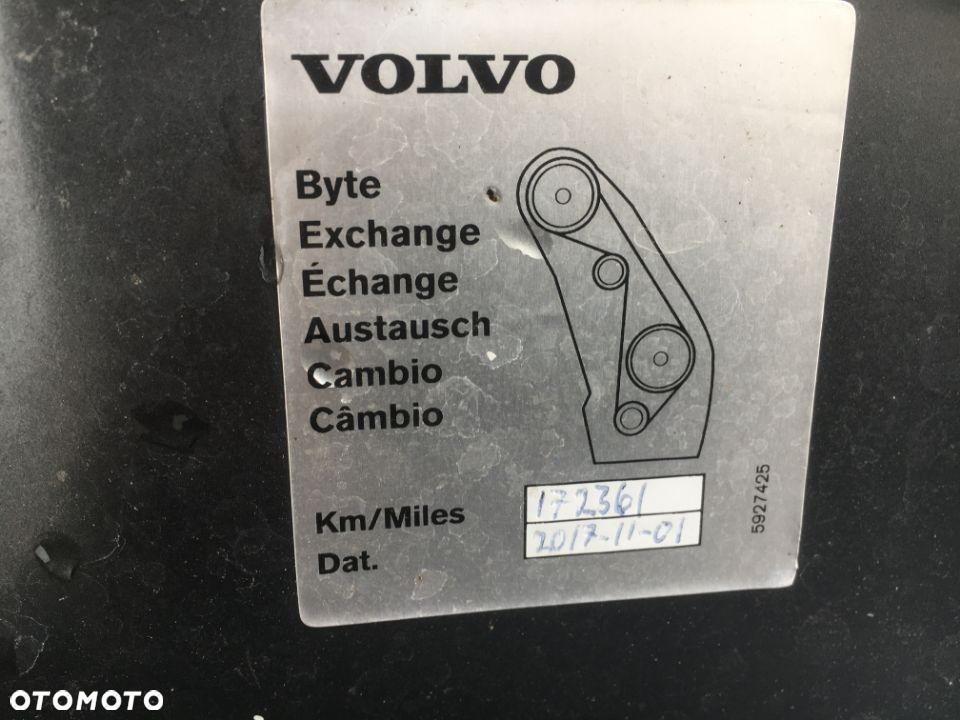 VOLVO
Byte
Exchange
Échange
Austausch
Cambio
Câmbio
Km/Miles 172361
Dat. 2017-11-01
5927425
OTOMOTO